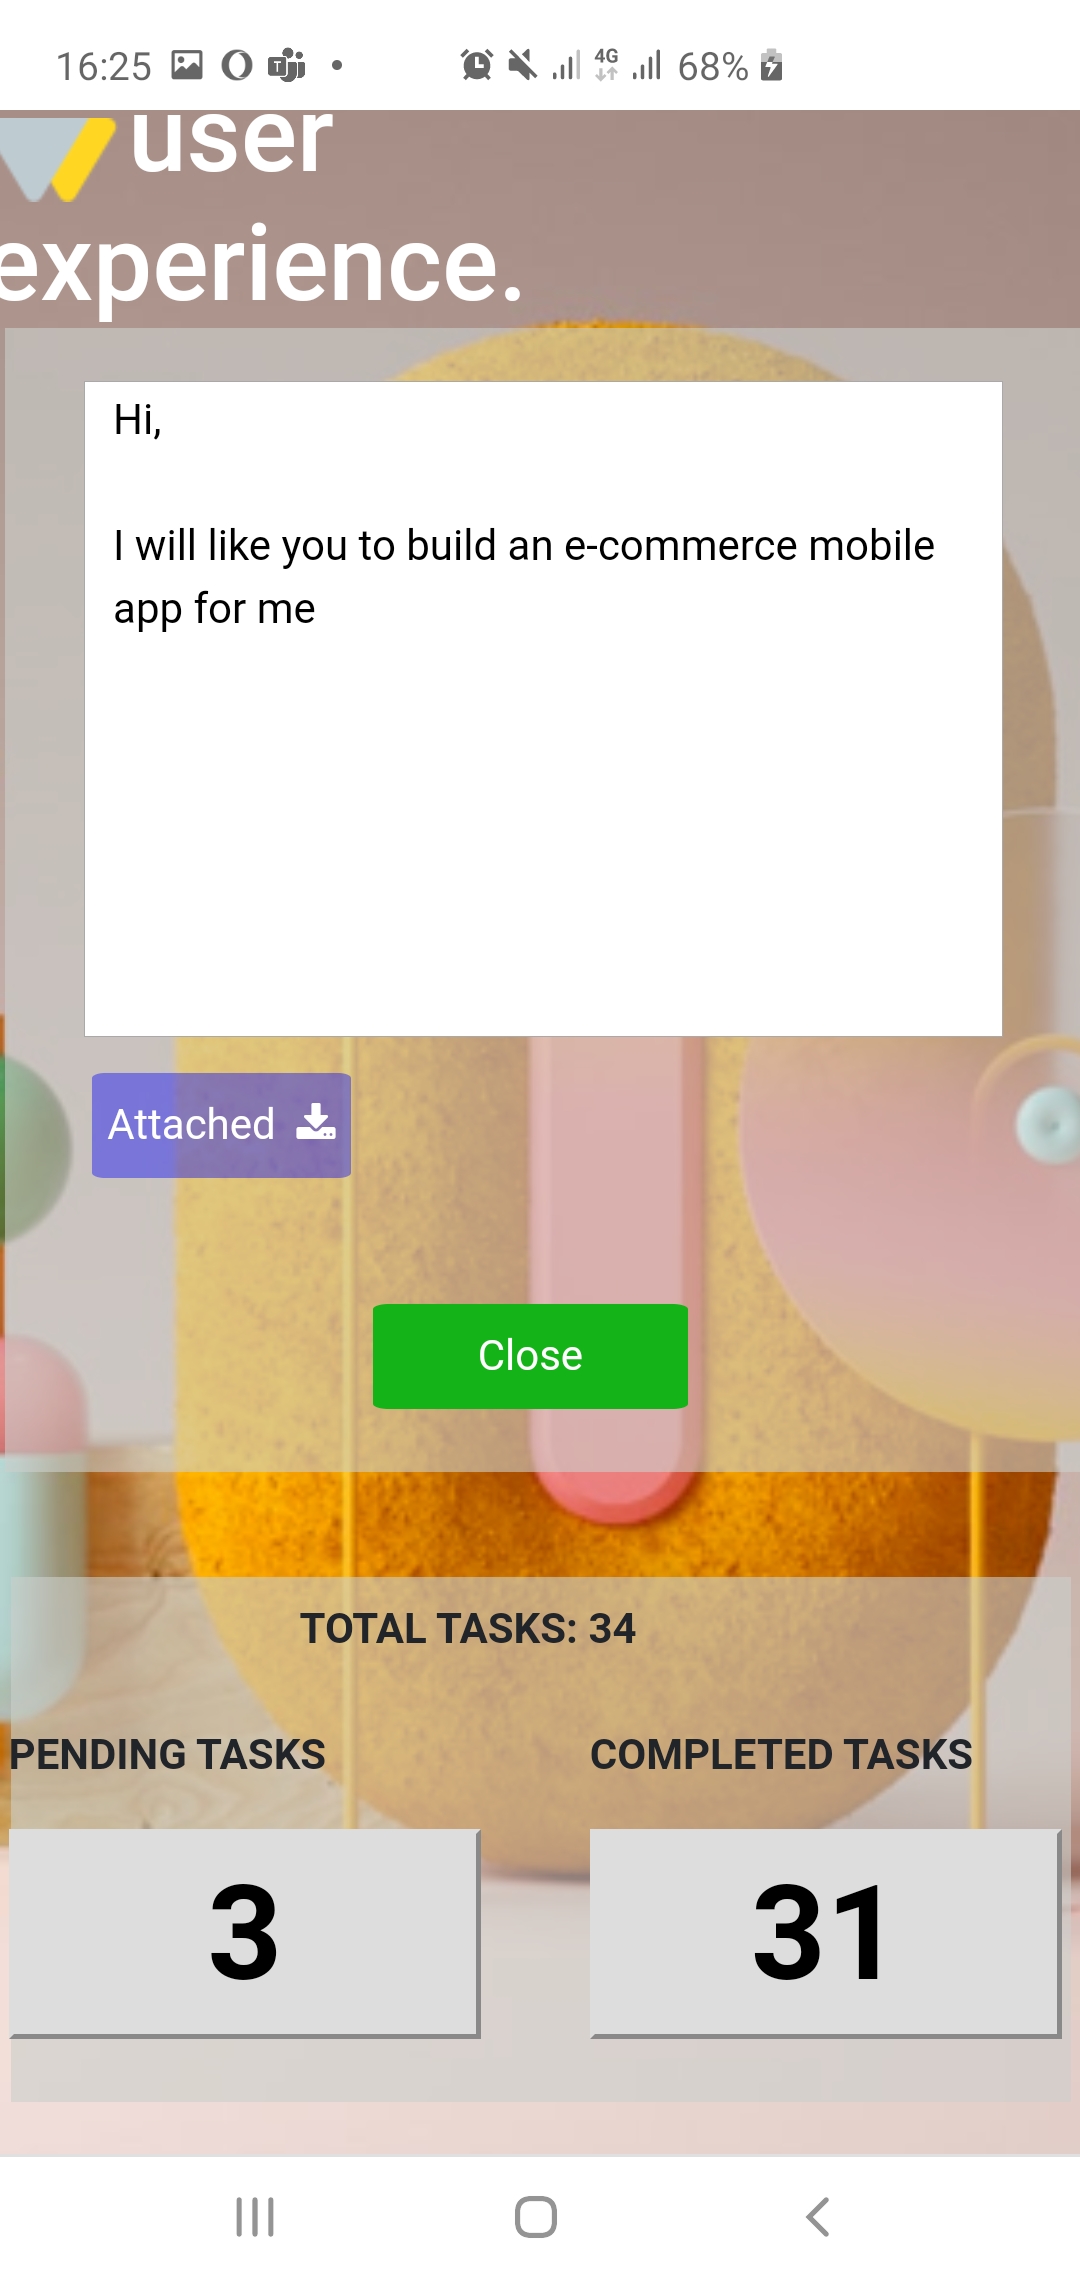 16:25 4G 68%
user
experience.
Hi,
I will like you to build an e-commerce mobile
app for me
Attached
Close
TOTAL TASKS: 34
PENDING TASKS COMPLETED TASKS
3 31